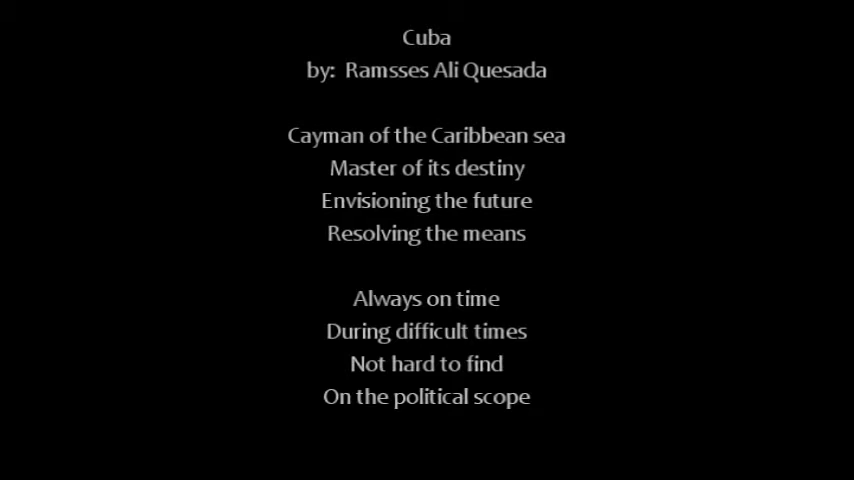 Cuba
by: Ramsses Ali Quesada
Cayman of the Caribbean sea
Master of its destiny
Envisioning the future
Resolving the means
Always on time
During difficult times
Not hard to find
On the political scope